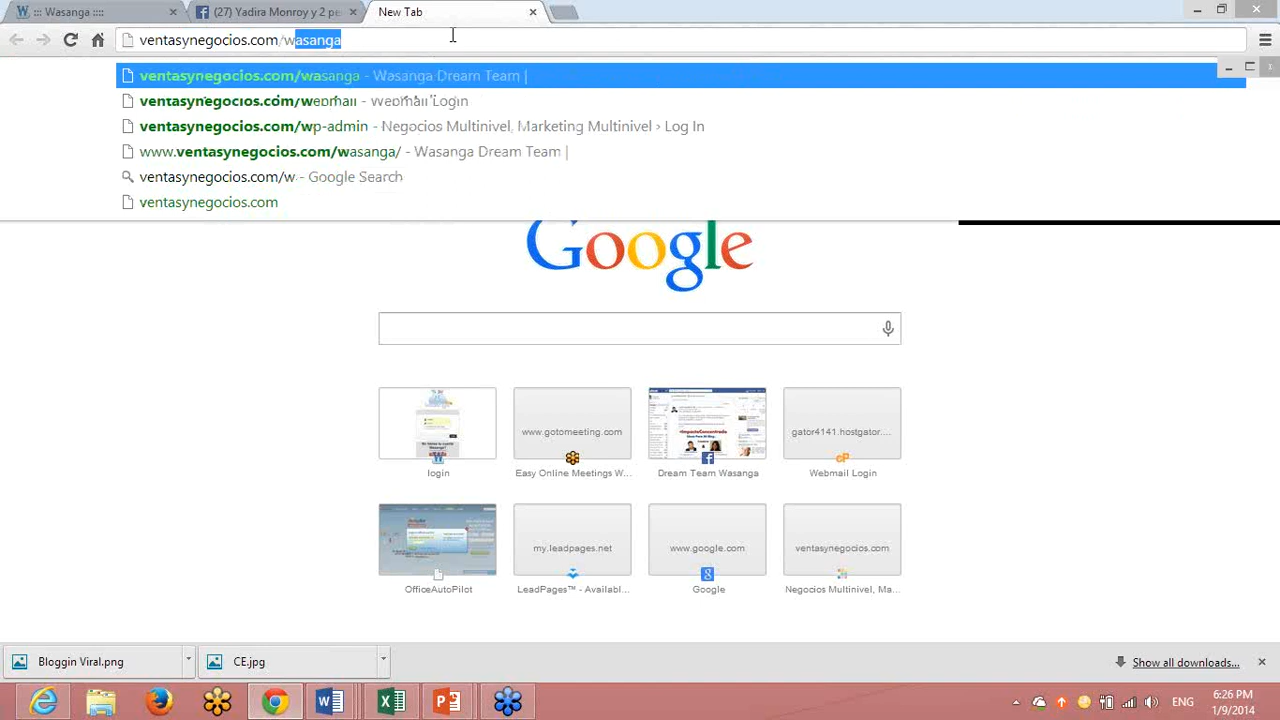 ::: Wasanga :::
(27) Yadira Monroy y 2 pe
New Tab
ventasynegocios.com/wasanga
ventasynegocios.com/wasanga - Wasanga Dream Team |
ventasynegocios.com/webmail - Webmail Login
ventasynegocios.com/wp-admin - Negocios Multinivel, Marketing Multinivel › Log In
www.ventasynegocios.com/wasanga/ - Wasanga Dream Team |
ventasynegocios.com/w - Google Search
ventasynegocios.com
Google
www.gotomeeting.com
gator4141.hostgator....
login
Easy Online Meetings W...
Dream Team Wasanga
Webmail Login
my.leadpages.net
www.google.com
ventasynegocios.com
OfficeAutoPilot
LeadPages™ - Availabl...
Google
Negocios Multinivel, Ma...
Bloggin Viral.png
CE.jpg
Show all downloads...
ENG
6:26 PM
1/9/2014